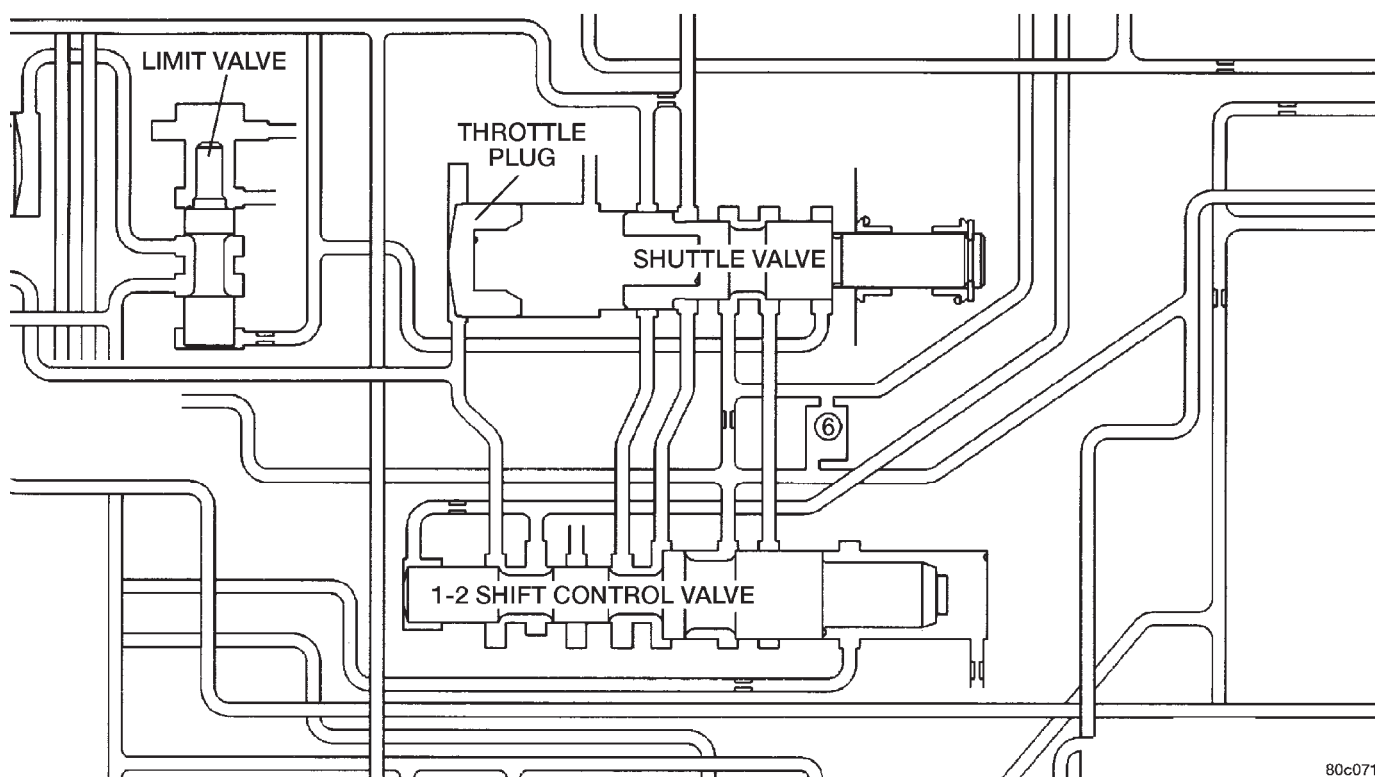 LIMIT VALVE
THROTTLE
PLUG
SHUTTLE VALVE
6
1-2 SHIFT CONTROL VALVE
80c071